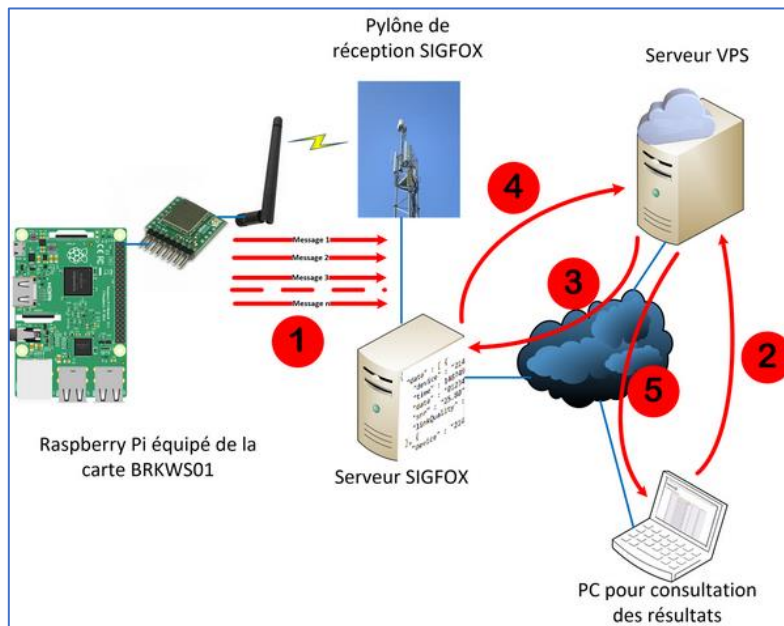 Pylône de
réception SIGFOX
Serveur VPS
4
Message 1
Message 2
Message 3
Message n
1
3
2
5
Raspberry Pi équipé de la
carte BRKWS01
Serveur SIGFOX
PC pour consultation
des résultats